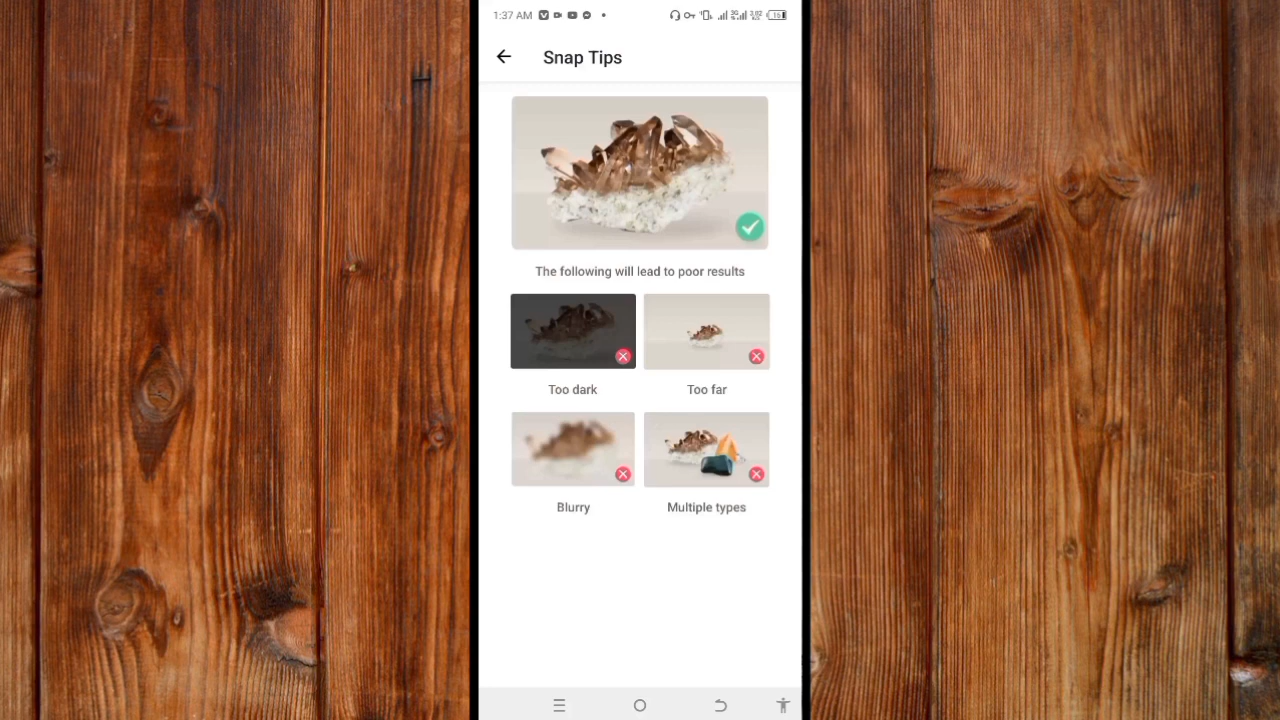 1:37 AM
Snap Tips
The following will lead to poor results
Too dark
Too far
Blurry
Multiple types